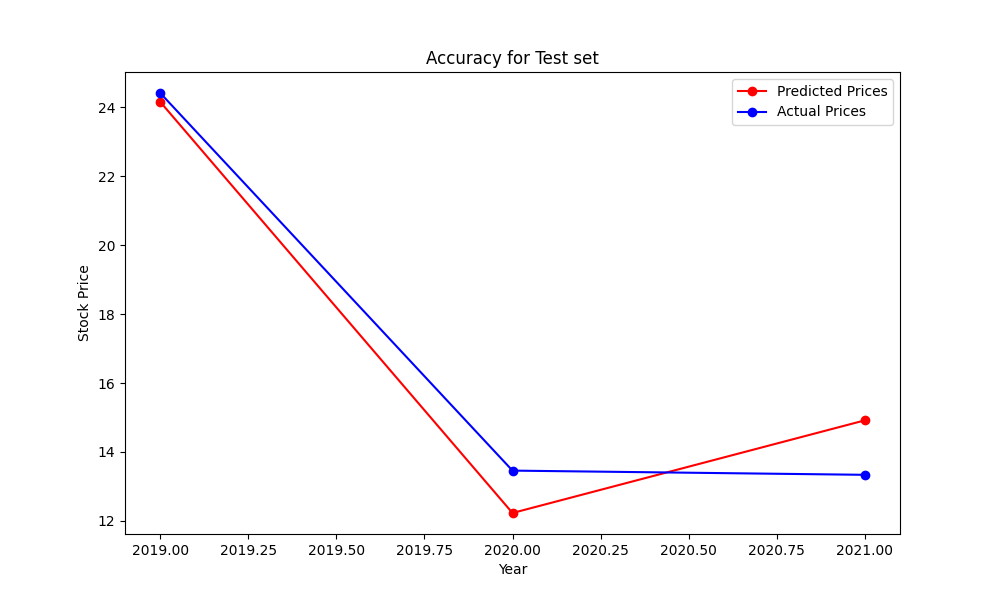 Accuracy for Test set
Predicted Prices
Actual Prices
24
22
20
18
16
14
12
Stock Price
2019.00 2019.25 2019.50 2019.75 2020.00 2020.25 2020.50 2020.75 2021.00
Year